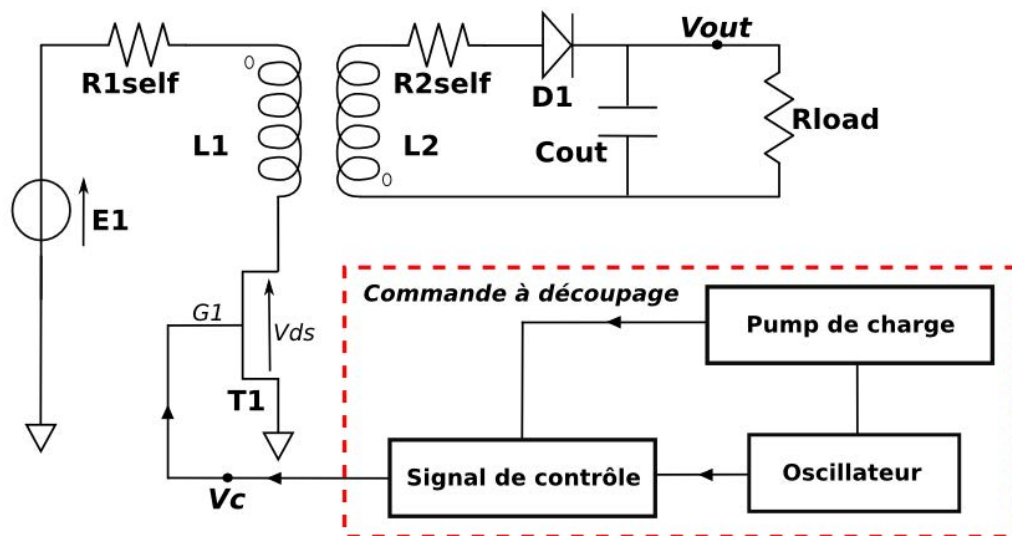 Vout
R1self
R2self
D1
L1
L2
Cout
Rload
E1
Commande à découpage
G1
Vds
Pump de charge
T1
Signal de contrôle
Oscillateur
Vc